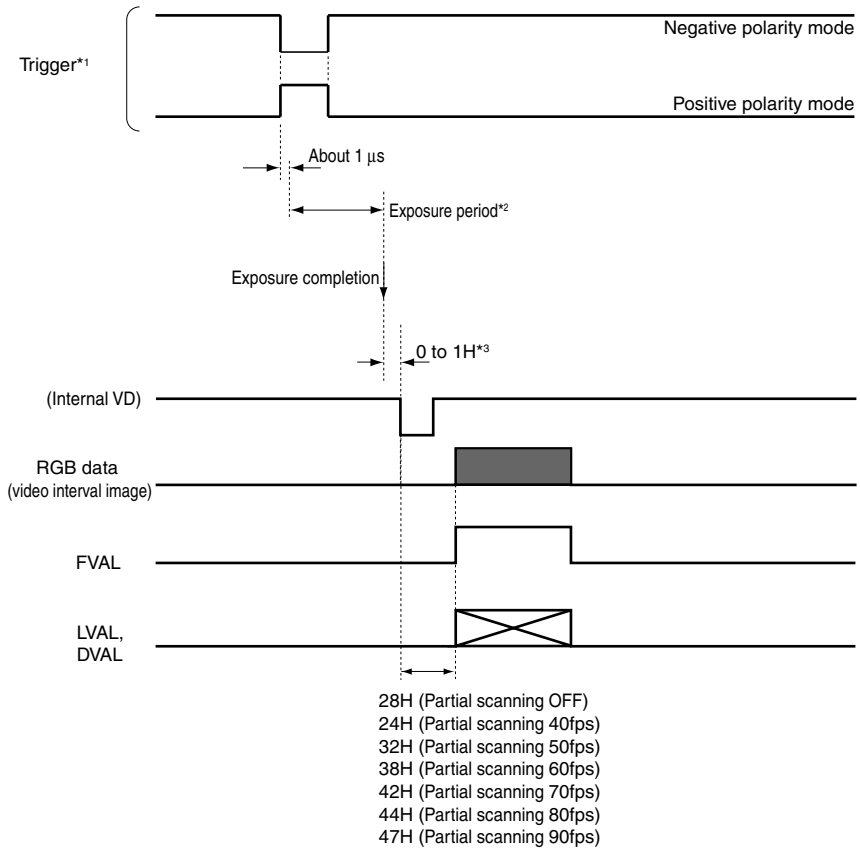 Negative polarity mode
Trigger*1
Positive polarity mode
About 1 µs
Exposure period*2
Exposure completion
0 to 1H*3
(Internal VD)
RGB data
(video interval image)
FVAL
LVAL,
DVAL
28H (Partial scanning OFF)
24H (Partial scanning 40fps)
32H (Partial scanning 50fps)
38H (Partial scanning 60fps)
42H (Partial scanning 70fps)
44H (Partial scanning 80fps)
47H (Partial scanning 90fps)